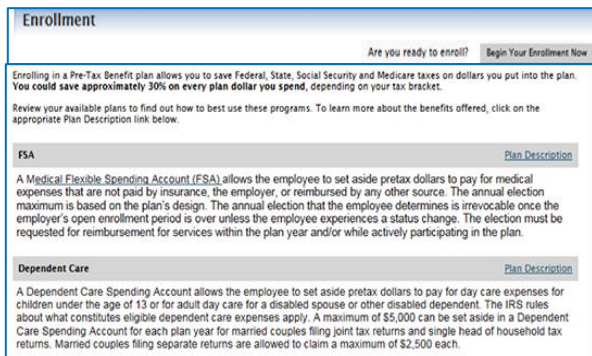 Enrollment
Are you ready to enroll? Begin Your Enrollment Now
Enrolling in a Pre-Tax Benefit plan allows you to save Federal, State, Social Security and Medicare taxes on dollars you put into the plan.
You could save approximately 30% on every plan dollar you spend, depending on your tax bracket.
Review your available plans to find out how to best use these programs. To learn more about the benefits offered, click on the
appropriate Plan Description link below.
FSA Plan Description
A Medical Flexible Spending Account (FSA) allows the employee to set aside pretax dollars to pay for medical
expenses that are not paid by insurance, the employer, or reimbursed by any other source. The annual election
maximum is based on the plan's design. The annual election that the employee determines is irrevocable once the
employer's open enrollment period is over unless the employee experiences a status change. The election must be
requested for reimbursement for services within the plan year and/or while actively participating in the plan.
Dependent Care Plan Description
A Dependent Care Spending Account allows the employee to set aside pretax dollars to pay for day care expenses for
children under the age of 13 or for adult day care for a disabled spouse or other disabled dependent. The IRS rules
about what constitutes eligible dependent care expenses apply. A maximum of $5,000 can be set aside in a Dependent
Care Spending Account for each plan year for married couples filing joint tax returns and single head of household tax
returns. Married couples filing separate returns are allowed to claim a maximum of $2,500 each.